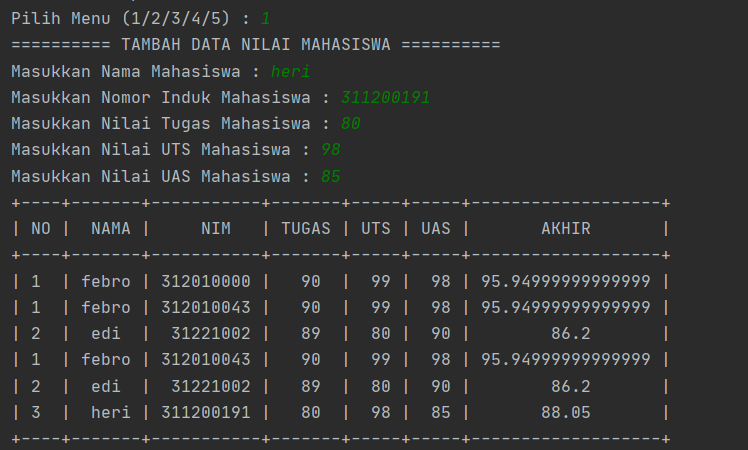 Pilih Menu (1/2/3/4/5) : 1
========== TAMBAH DATA NILAI MAHASISWA ==========
Masukkan Nama Mahasiswa : heri
Masukkan Nomor Induk Mahasiswa : 311200191
Masukkan Nilai Tugas Mahasiswa : 80
Masukkan Nilai UTS Mahasiswa : 98
Masukkan Nilai UAS Mahasiswa : 85
+----+-------+-----------+-------+-----+-----+-------------------+
| NO |  NAMA |     NIM   | TUGAS | UTS | UAS |       AKHIR       |
+----+-------+-----------+-------+-----+-----+-------------------+
| 1  | febro | 312010000 |   90  |  99 |  98 | 95.94999999999999 |
| 1  | febro | 312010043 |   90  |  99 |  98 | 95.94999999999999 |
| 2  |  edi  |  31221002 |   89  |  80 |  90 |        86.2       |
| 1  | febro | 312010043 |   90  |  99 |  98 | 95.94999999999999 |
| 2  |  edi  |  31221002 |   89  |  80 |  90 |        86.2       |
| 3  |  heri | 311200191 |   80  |  98 |  85 |       88.05       |
+----+-------+-----------+-------+-----+-----+-------------------+